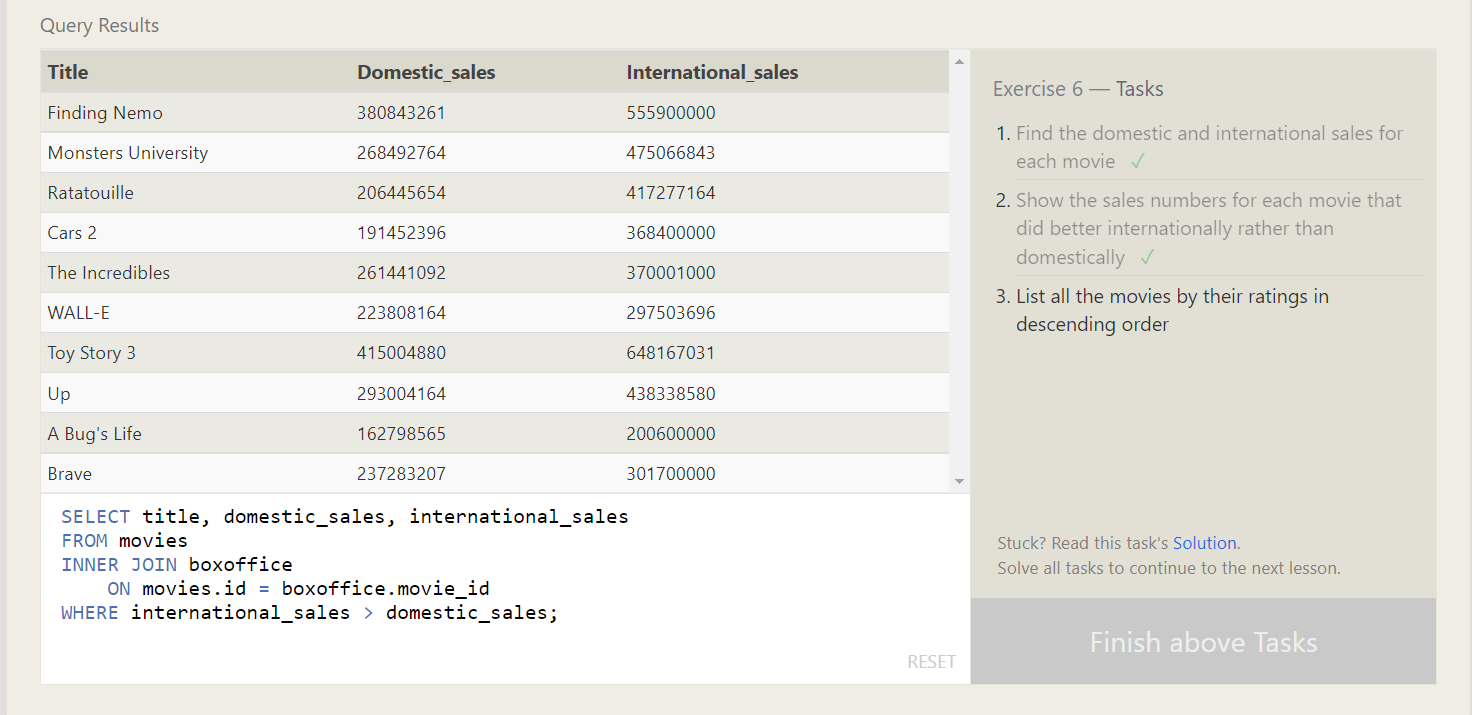 Query Results
Title Domestic_sales International_sales
Finding Nemo 380843261 555900000
Monsters University 268492764 475066843
Ratatouille 206445654 417277164
Cars 2 191452396 368400000
The Incredibles 261441092 370001000
WALL-E 223808164 297503696
Toy Story 3 415004880 648167031
Up 293004164 438338580
A Bug's Life 162798565 200600000
Brave 237283207 301700000
SELECT title, domestic_sales, international_sales
FROM movies
INNER JOIN boxoffice
    ON movies.id = boxoffice.movie_id
WHERE international_sales > domestic_sales;
RESET
Exercise 6 — Tasks
1. Find the domestic and international sales for
each movie ✓
2. Show the sales numbers for each movie that
did better internationally rather than
domestically ✓
3. List all the movies by their ratings in
descending order
Stuck? Read this task's Solution.
Solve all tasks to continue to the next lesson.
Finish above Tasks